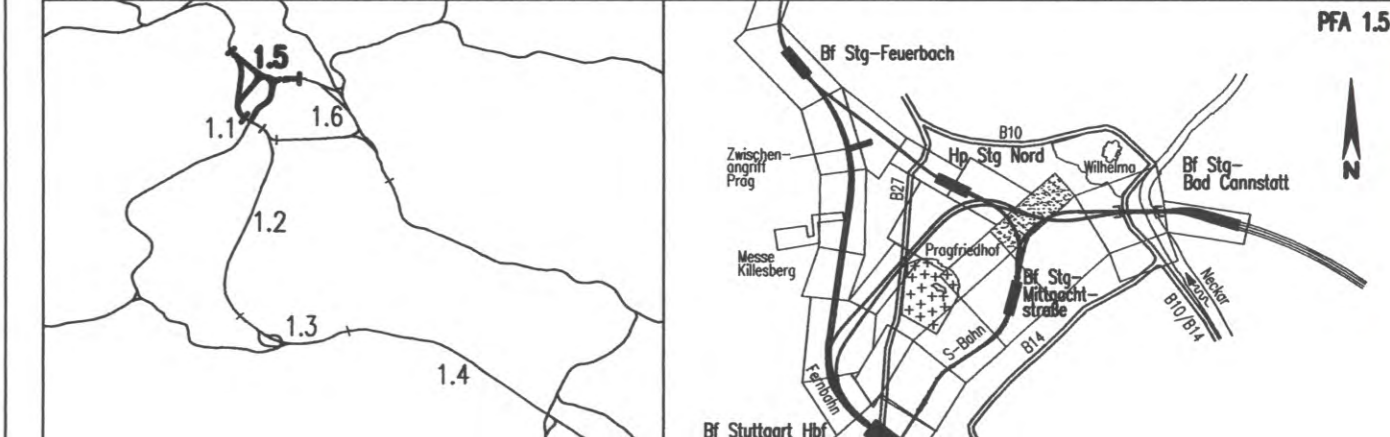 1.5
1.1
1.6
1.2
1.3
1.4
PFA 1.5
Bf Stg-Feuerbach
N
B10
Zwischen-
angriff
Prag
Hp Stg Nord
Wilhelma
Bf Stg-
Bad Cannstatt
B27
Messe
Killesberg
Pragfriedhof
Bf Stg-
Mittnacht-
straße
Neckar
B10/B14
S-Bahn
B14
Fernbahn
Bf Stuttgart Hbf